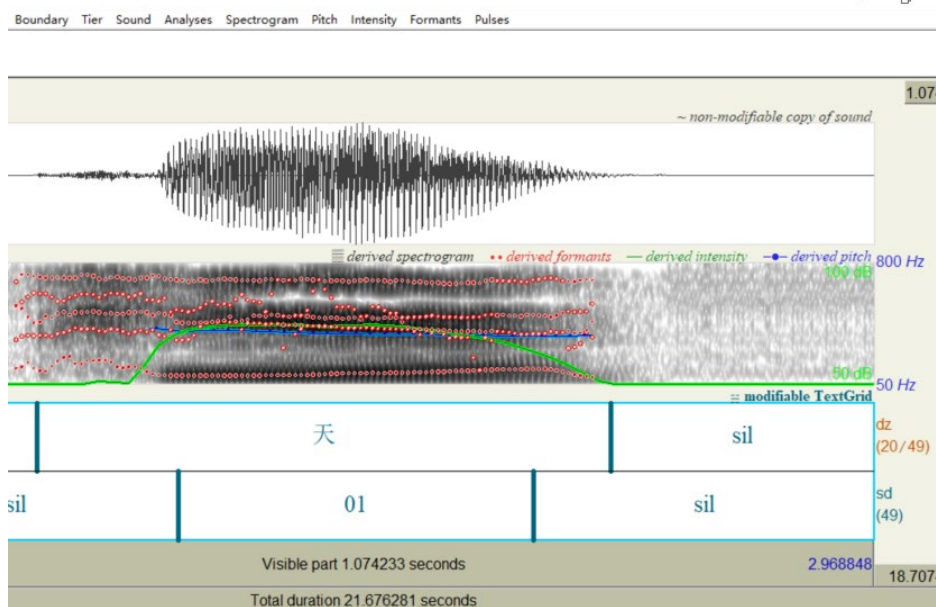 Boundary Tier Sound Analyses Spectrogram Pitch Intensity Formants Pulses
~ non-modifiable copy of sound
derived spectrogram derived formants derived intensity derived pitch
800 Hz
100 dB
50 dB
50 Hz
modifiable TextGrid
天 sil
dz
(20/49)
sil 01 sil
sd
(49)
Visible part 1.074233 seconds 2.968848
18.707
Total duration 21.676281 seconds